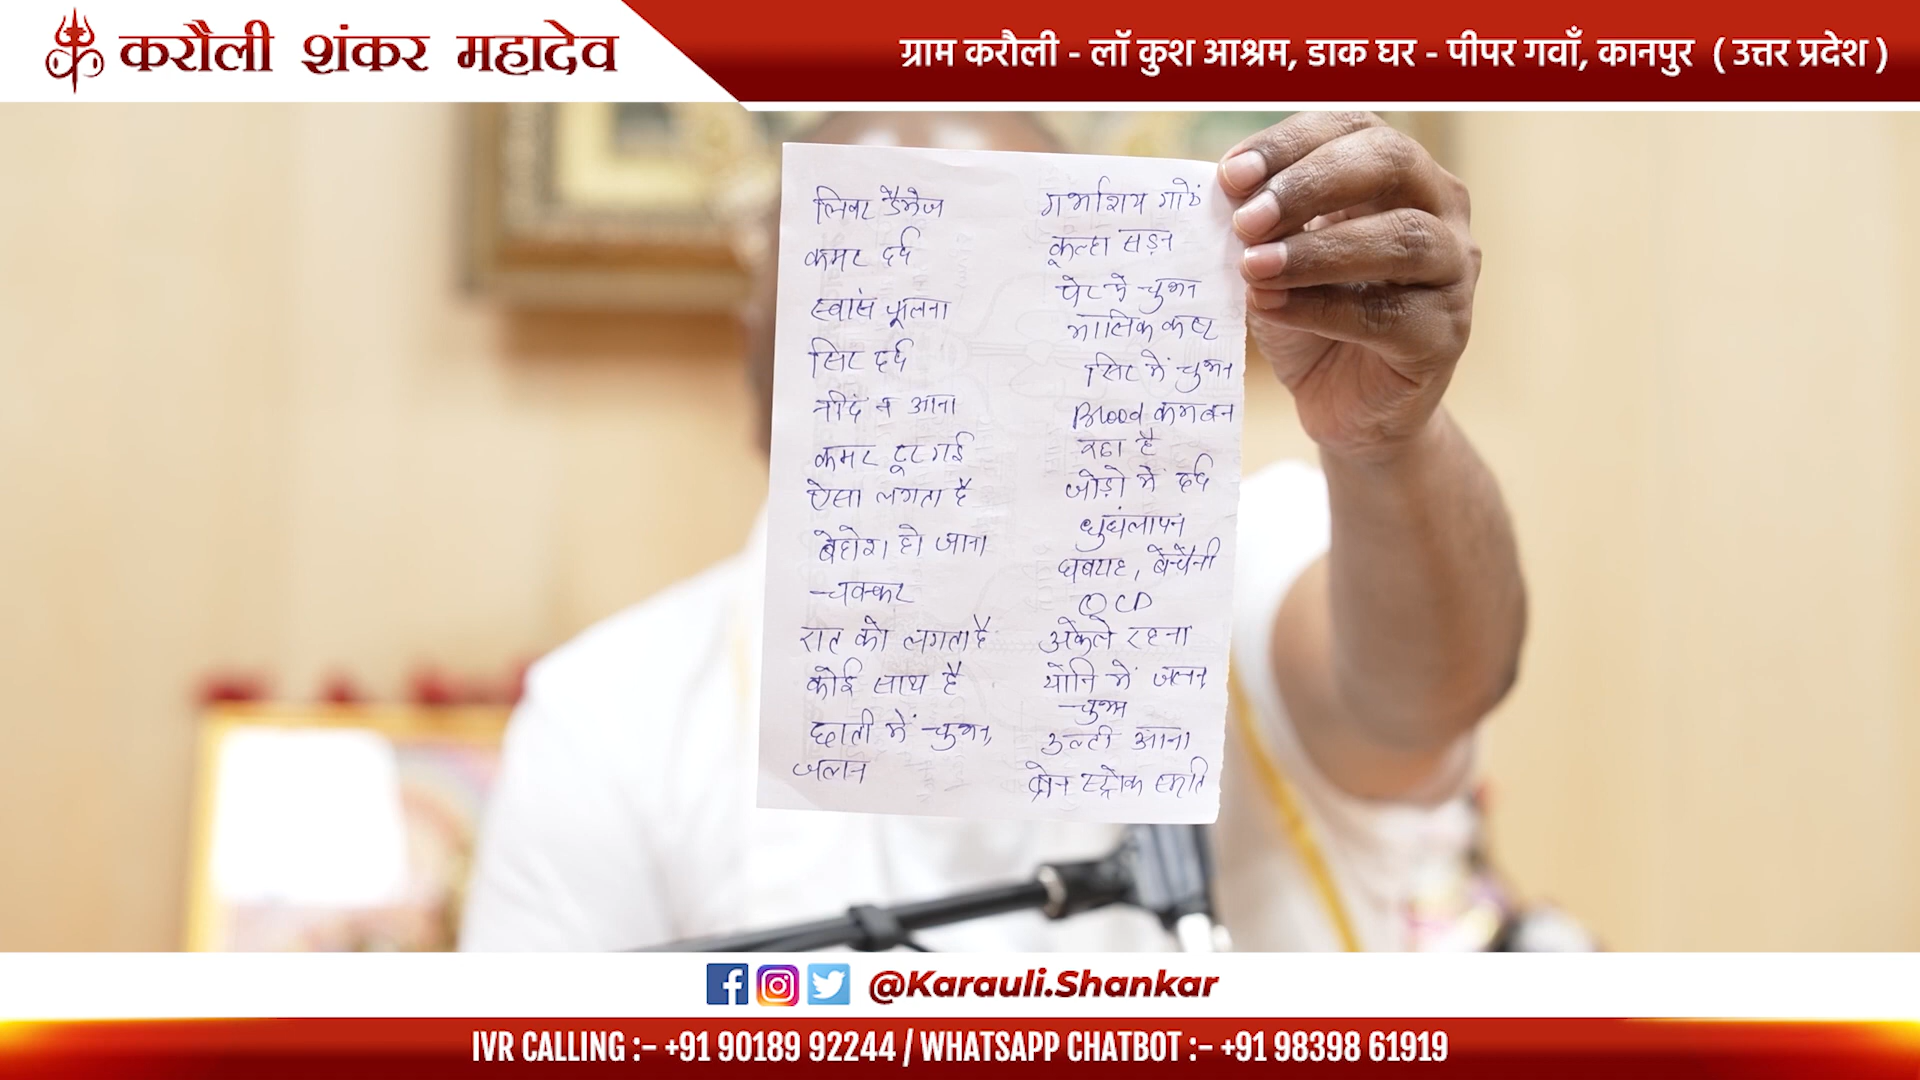 करौली शंकर महादेव
ग्राम करौली - लॉ कुश आश्रम, डाक घर - पीपर गवाँ, कानपुर ( उत्तर प्रदेश )
लिवर डैमेज
कमर दर्द
स्वांस फूलना
सिर दर्द
नींद न आना
कमर टूट गई
ऐसा लगता है
बेहोश हो जाना
चक्कर
रात को लगता है
कोई साथ है
छाती में चुभन,
जलन
गर्भाशय गांठें
कूल्हा सड़न
पेट में चुभन
मासिक कष्ट
सिर में चुभन
Blood कम बन
रहा है
जोड़ो में दर्द
धुधंलापन
घबराह, बेंचैनी
OCD
अकेले रहना
योनि में जलन
चुभन
उल्टी आना
ब्रेन स्ट्रोक स्मृति
@Karauli.Shankar
IVR CALLING :- +91 90189 92244 / WHATSAPP CHATBOT :- +91 98398 61919